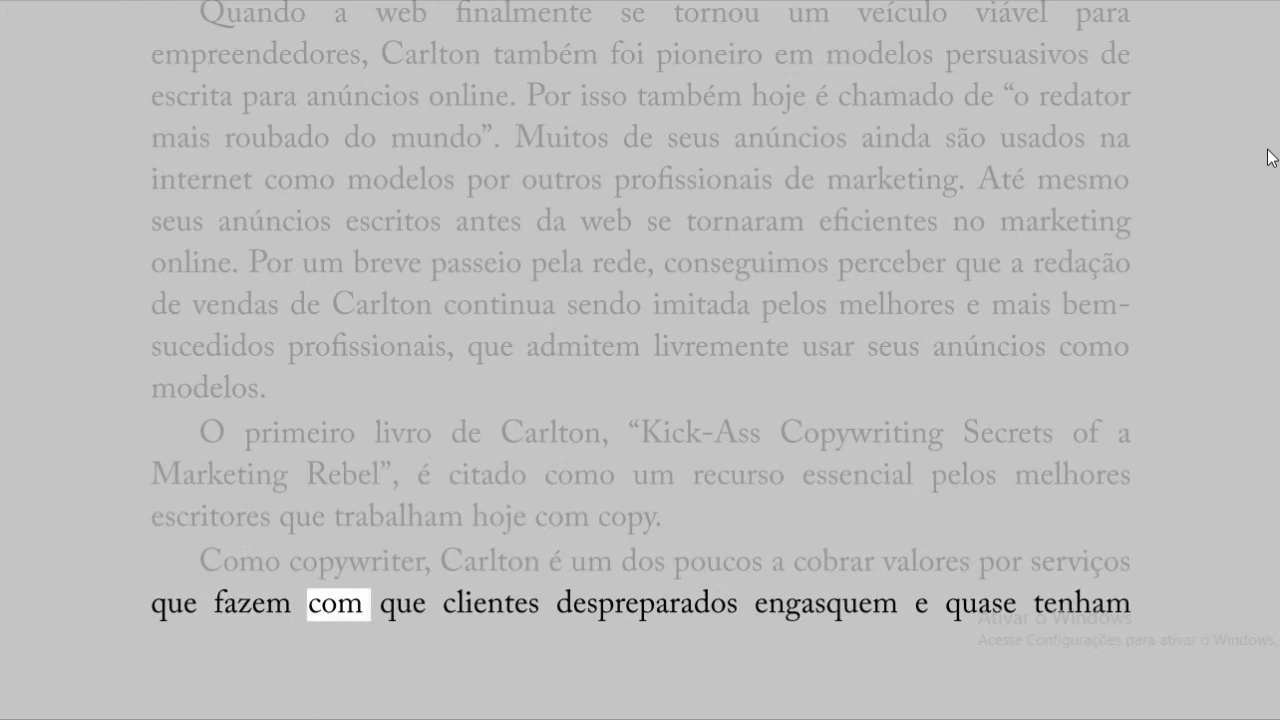 Quando a web finalmente se tornou um veículo viável para
empreendedores, Carlton também foi pioneiro em modelos persuasivos de
escrita para anúncios online. Por isso também hoje é chamado de “o redator
mais roubado do mundo”. Muitos de seus anúncios ainda são usados na
internet como modelos por outros profissionais de marketing. Até mesmo
seus anúncios escritos antes da web se tornaram eficientes no marketing
online. Por um breve passeio pela rede, conseguimos perceber que a redação
de vendas de Carlton continua sendo imitada pelos melhores e mais bem-
sucedidos profissionais, que admitem livremente usar seus anúncios como
modelos.
O primeiro livro de Carlton, “Kick-Ass Copywriting Secrets of a
Marketing Rebel”, é citado como um recurso essencial pelos melhores
escritores que trabalham hoje com copy.
Como copywriter, Carlton é um dos poucos a cobrar valores por serviços
que fazem com que clientes despreparados engasquem e quase tenham
Ativar o Windows
Acesse Configurações para ativar o Windows.